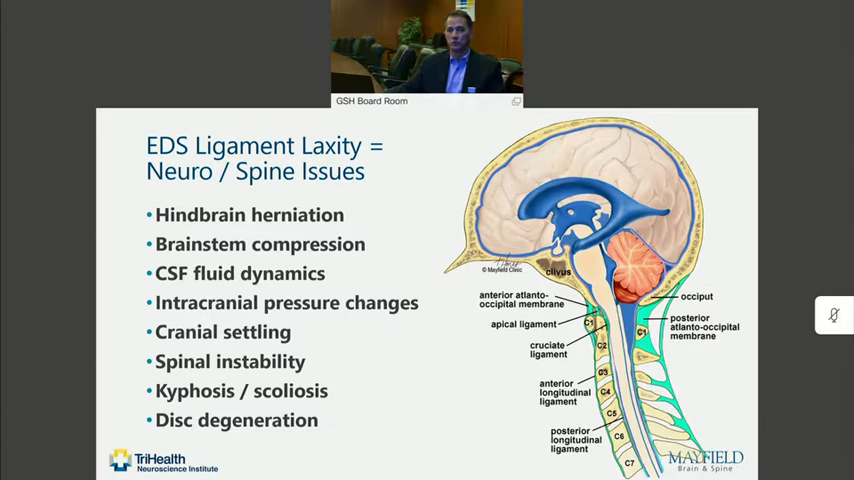 GSH Board Room
EDS Ligament Laxity =
Neuro / Spine Issues
•Hindbrain herniation
•Brainstem compression
•CSF fluid dynamics
•Intracranial pressure changes
•Cranial settling
•Spinal instability
•Kyphosis / scoliosis
•Disc degeneration
© Mayfield Clinic
clivus
anterior atlanto-
occipital membrane
apical ligament
cruciate
ligament
anterior
longitudinal
ligament
posterior
longitudinal
ligament
occiput
posterior
atlanto-occipital
membrane
C1
C1
C2
C3
C4
C5
C6
C7
TriHealth
Neuroscience Institute
MAYFIELD
Brain & Spine